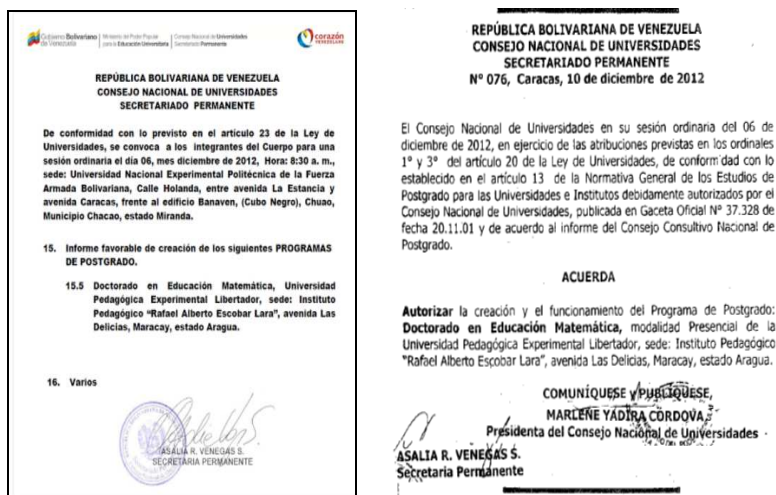 Gobierno Bolivariano
de Venezuela
Ministerio del Poder Popular
para la Educación Universitaria
Consejo Nacional de Universidades
Secretariado Permanente
corazón
VENEZOLANO
REPÚBLICA BOLIVARIANA DE VENEZUELA
CONSEJO NACIONAL DE UNIVERSIDADES
SECRETARIADO PERMANENTE
De conformidad con lo previsto en el artículo 23 de la Ley de
Universidades, se convoca a los integrantes del Cuerpo para una
sesión ordinaria el día 06, mes diciembre de 2012, Hora: 8:30 a. m.,
sede: Universidad Nacional Experimental Politécnica de la Fuerza
Armada Bolivariana, Calle Holanda, entre avenida La Estancia y
avenida Caracas, frente al edificio Banaven, (Cubo Negro), Chuao,
Municipio Chacao, estado Miranda.
15. Informe favorable de creación de los siguientes PROGRAMAS
DE POSTGRADO.
15.5 Doctorado en Educación Matemática, Universidad
Pedagógica Experimental Libertador, sede: Instituto
Pedagógico “Rafael Alberto Escobar Lara”, avenida Las
Delicias, Maracay, estado Aragua.
16. Varios
ASALIA R. VENEGAS S.
SECRETARIA PERMANENTE
REPÚBLICA BOLIVARIANA DE VENEZUELA
CONSEJO NACIONAL DE UNIVERSIDADES
SECRETARIADO PERMANENTE
Nº 076, Caracas, 10 de diciembre de 2012
El Consejo Nacional de Universidades en su sesión ordinaria del 06 de
diciembre de 2012, en ejercicio de las atribuciones previstas en los ordinales
1º y 3º del artículo 20 de la Ley de Universidades, de conformidad con lo
establecido en el artículo 13 de la Normativa General de los Estudios de
Postgrado para las Universidades e Institutos debidamente autorizados por el
Consejo Nacional de Universidades, publicada en Gaceta Oficial Nº 37.328 de
fecha 20.11.01 y de acuerdo al informe del Consejo Consultivo Nacional de
Postgrado.
ACUERDA
Autorizar la creación y el funcionamiento del Programa de Postgrado:
Doctorado en Educación Matemática, modalidad Presencial de la
Universidad Pedagógica Experimental Libertador, sede: Instituto Pedagógico
"Rafael Alberto Escobar Lara", avenida Las Delicias, Maracay, estado Aragua.
COMUNÍQUESE y PUBLÍQUESE,
MARLENE YADIRA CÓRDOVA
Presidenta del Consejo Nacional de Universidades
ASALIA R. VENEGAS S.
Secretaria Permanente